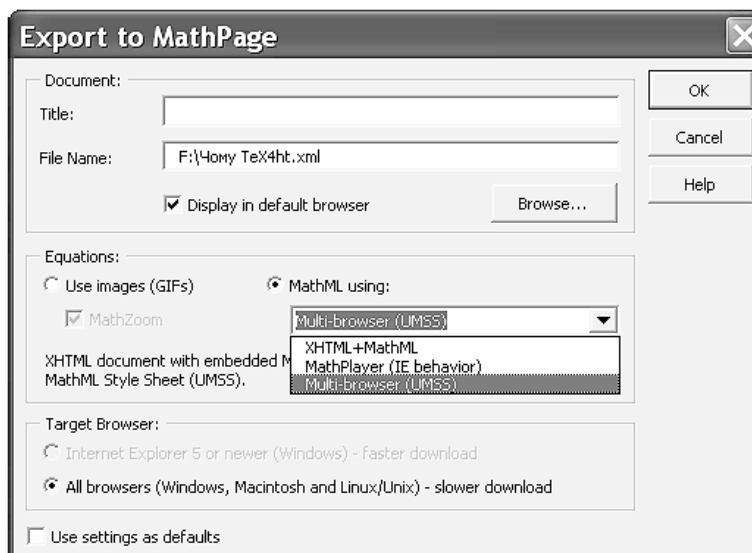 Export to MathPage
Document:
Title:
File Name:
F:\Чому TeX4ht.xml
Display in default browser
Browse...
OK
Cancel
Help
Equations:
Use images (GIFs)
MathML using:
MathZoom
Multi-browser (UMSS)
XHTML+MathML
MathPlayer (IE behavior)
Multi-browser (UMSS)
XHTML document with embedded M
MathML Style Sheet (UMSS).
Target Browser:
Internet Explorer 5 or newer (Windows) - faster download
All browsers (Windows, Macintosh and Linux/Unix) - slower download
Use settings as defaults